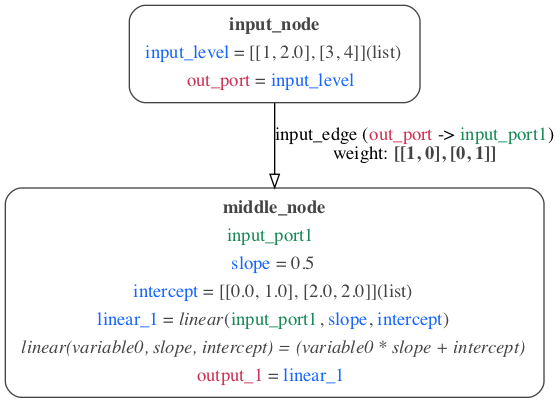 input_node
input_level = [[1, 2.0], [3, 4]](list)
out_port = input_level
input_edge (out_port -> input_port1)
weight: [[1, 0], [0, 1]]
middle_node
input_port1
slope = 0.5
intercept = [[0.0, 1.0], [2.0, 2.0]](list)
linear_1 = linear(input_port1, slope, intercept)
linear(variable0, slope, intercept) = (variable0 * slope + intercept)
output_1 = linear_1